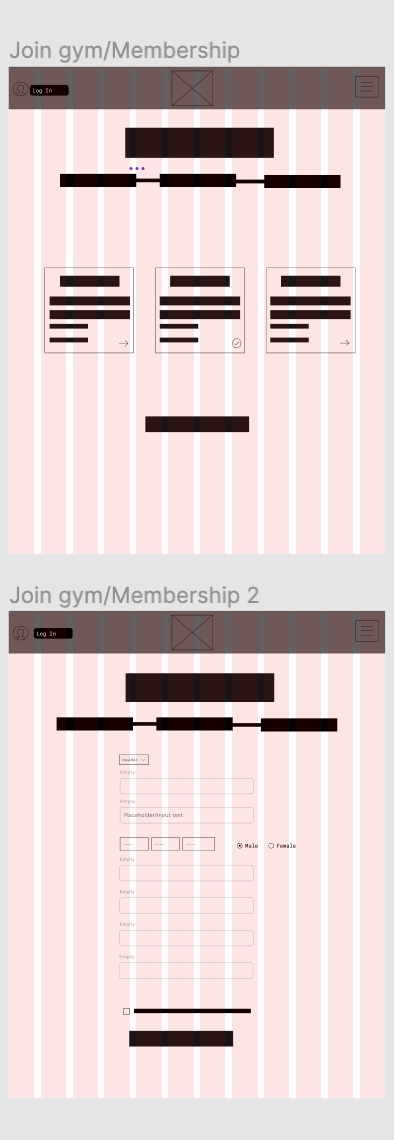 Join gym/Membership
Log In
Join gym/Membership 2
Log In
Header
Empty
Empty
Placeholder/Input text
Male
Female
Empty
Empty
Empty
Empty